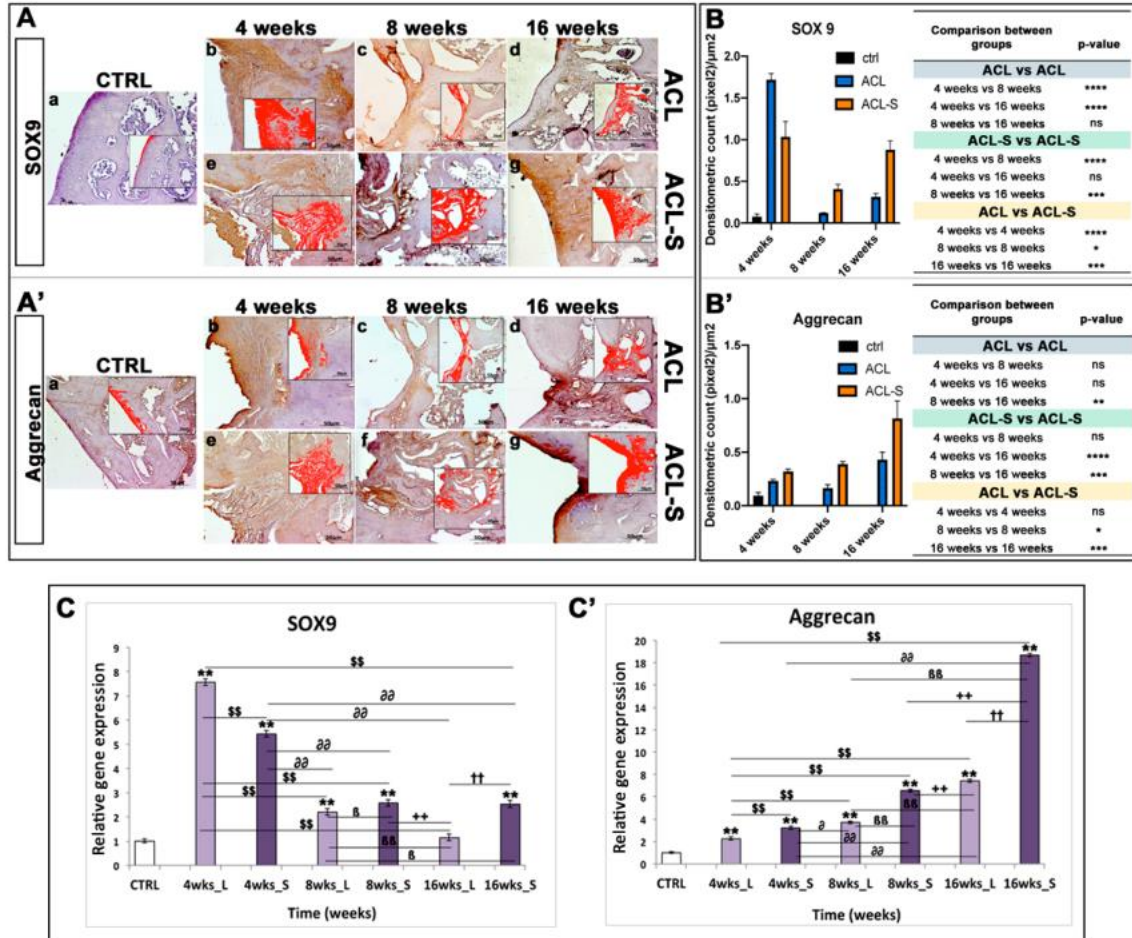 A
4 weeks 8 weeks 16 weeks
SOX9
CTRL
a
b
c
d
ACL
e
g
ACL-S
A'
4 weeks 8 weeks 16 weeks
Aggrecan
CTRL
a
b
c
d
ACL
e
f
g
ACL-S
B
SOX 9
Densitometric count (pixel2)/µm2
2.0
1.5
1.0
0.5
0.0
ctrl
ACL
ACL-S
4 weeks
8 weeks
16 weeks
Comparison between groups p-value
ACL vs ACL
4 weeks vs 8 weeks ****
4 weeks vs 16 weeks ****
8 weeks vs 16 weeks ns
ACL-S vs ACL-S
4 weeks vs 8 weeks ****
4 weeks vs 16 weeks ns
8 weeks vs 16 weeks ***
ACL vs ACL-S
4 weeks vs 4 weeks ****
8 weeks vs 8 weeks *
16 weeks vs 16 weeks ***
B'
Aggrecan
Densitometric count (pixel2)/µm2
1.5
1.0
0.5
0.0
ctrl
ACL
ACL-S
4 weeks
8 weeks
16 weeks
Comparison between groups p-value
ACL vs ACL
4 weeks vs 8 weeks ns
4 weeks vs 16 weeks ns
8 weeks vs 16 weeks **
ACL-S vs ACL-S
4 weeks vs 8 weeks ns
4 weeks vs 16 weeks ****
8 weeks vs 16 weeks ***
ACL vs ACL-S
4 weeks vs 4 weeks ns
8 weeks vs 8 weeks *
16 weeks vs 16 weeks ***
C
SOX9
Relative gene expression
9
8
7
6
5
4
3
2
1
0
** $$
∂∂
$$ ∂∂
**
∂∂
∂∂
$$ ** ††
$$ ** **
ß ++
$$ ßß
ß
CTRL 4wks_L 4wks_S 8wks_L 8wks_S 16wks_L 16wks_S
Time (weeks)
C'
Aggrecan
Relative gene expression
20
18
16
14
12
10
8
6
4
2
0
$$
∂∂ **
ßß
++
††
$$
$$ **
** ++
$$ ßß
** $$ ** ** ∂ ßß
∂∂
∂∂
CTRL 4wks_L 4wks_S 8wks_L 8wks_S 16wks_L 16wks_S
Time (weeks)